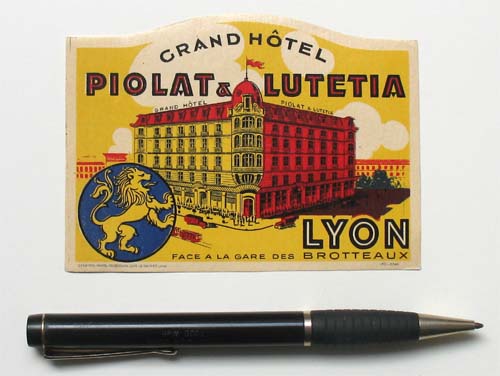 GRAND HÔTEL
PIOLAT & LUTETIA
GRAND HÔTEL PIOLAT & LUTETIA
LYON
FACE A LA GARE DES BROTTEAUX